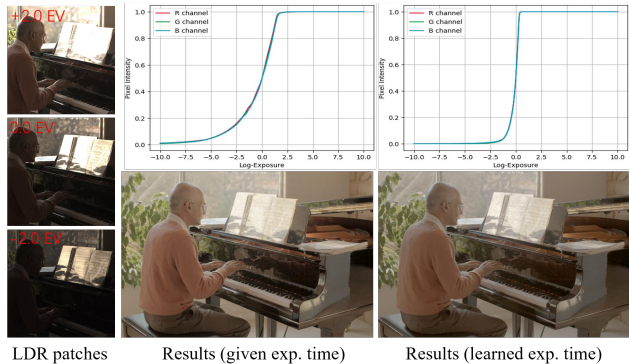 +2.0 EV
0.0 EV
-2.0 EV
R channel
G channel
B channel
Pixel Intensity
1.0
0.8
0.6
0.4
0.2
0.0
-10.0 -7.5 -5.0 -2.5 0.0 2.5 5.0 7.5 10.0
Log-Exposure
R channel
G channel
B channel
Pixel Intensity
1.0
0.8
0.6
0.4
0.2
0.0
-10.0 -7.5 -5.0 -2.5 0.0 2.5 5.0 7.5 10.0
Log-Exposure
LDR patches
Results (given exp. time)
Results (learned exp. time)